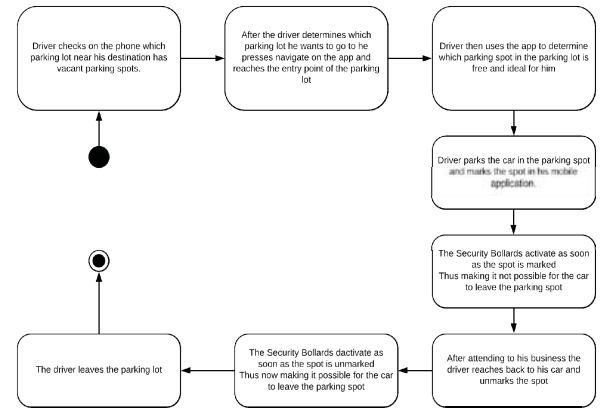 Driver checks on the phone which
parking lot near his destination has
vacant parking spots.
After the driver determines which
parking lot he wants to go to he
presses navigate on the app and
reaches the entry point of the parking
lot
Driver then uses the app to determine
which parking spot in the parking lot is
free and ideal for him
Driver parks the car in the parking spot
and marks the spot in his mobile
application.
The Security Bollards activate as soon
as the spot is marked
Thus making it not possible for the car
to leave the parking spot
After attending to his business the
driver reaches back to his car and
unmarks the spot
The Security Bollards dactivate as
soon as the spot is unmarked
Thus now making it possible for the car
to leave the parking spot
The driver leaves the parking lot